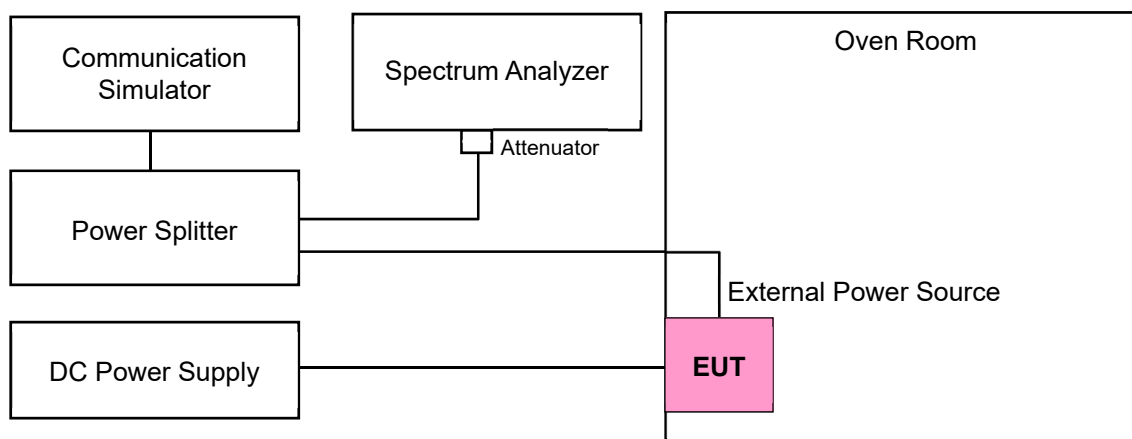 Communication
Simulator
Spectrum Analyzer
Oven Room
Attenuator
Power Splitter
External Power Source
DC Power Supply
EUT